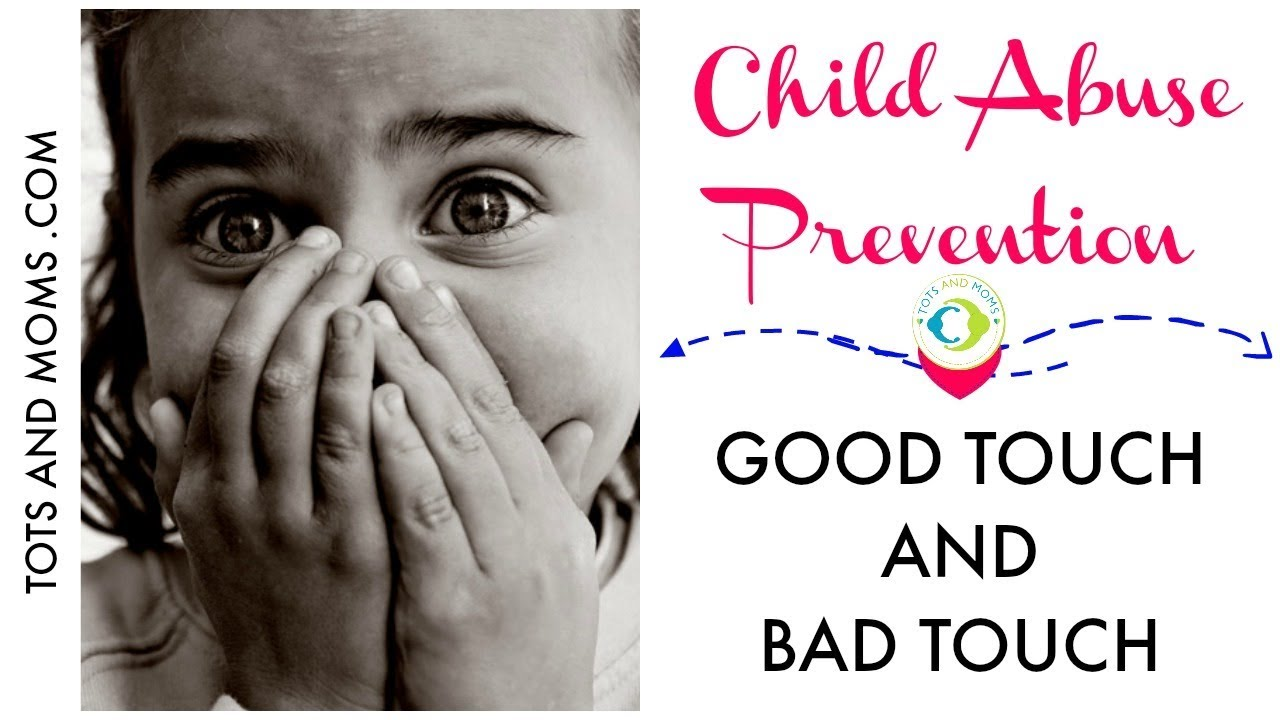 TOTS AND MOMS .COM
Child Abuse
Prevention
TOTS AND MOMS
GOOD TOUCH
AND
BAD TOUCH